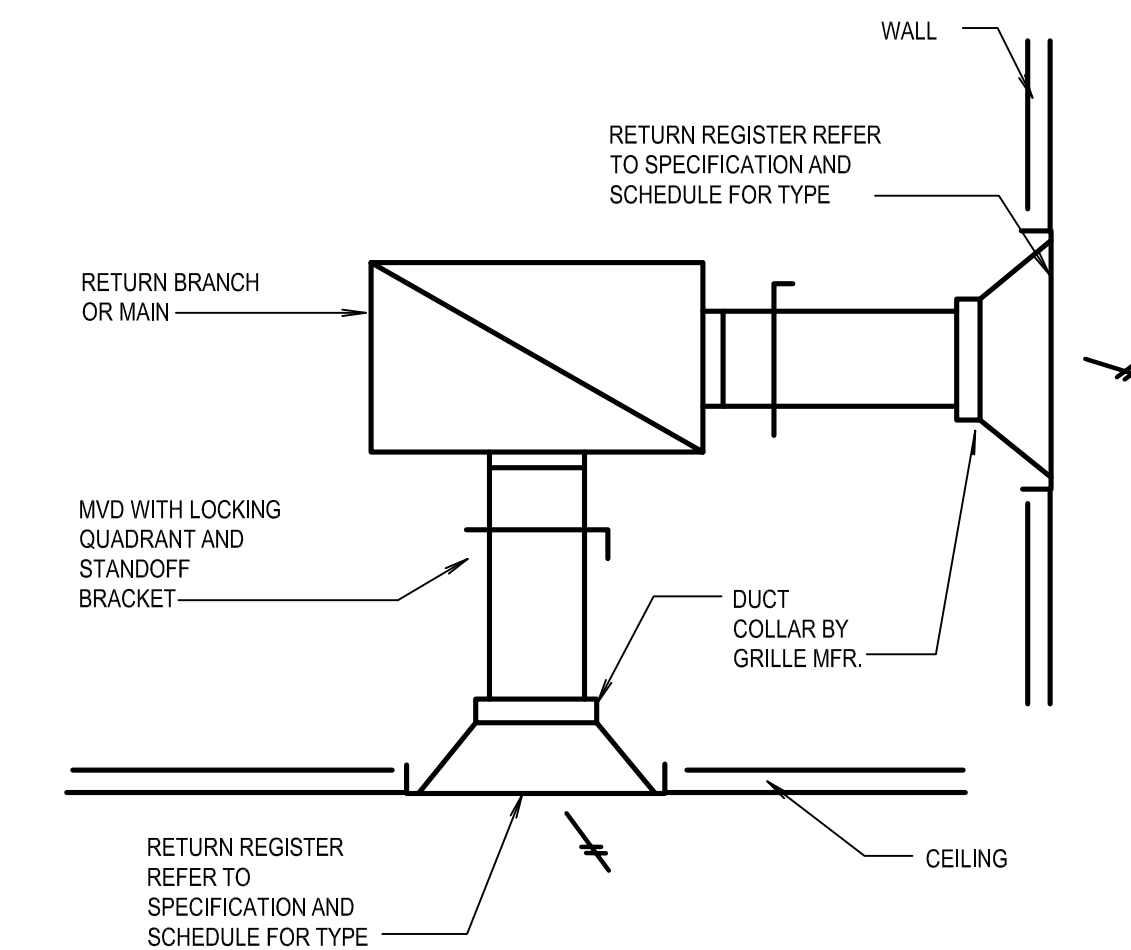 WALL
RETURN REGISTER REFER
TO SPECIFICATION AND
SCHEDULE FOR TYPE
RETURN BRANCH
OR MAIN
MVD WITH LOCKING
QUADRANT AND
STANDOFF
BRACKET
DUCT
COLLAR BY
GRILLE MFR.
RETURN REGISTER
REFER TO
SPECIFICATION AND
SCHEDULE FOR TYPE
CEILING